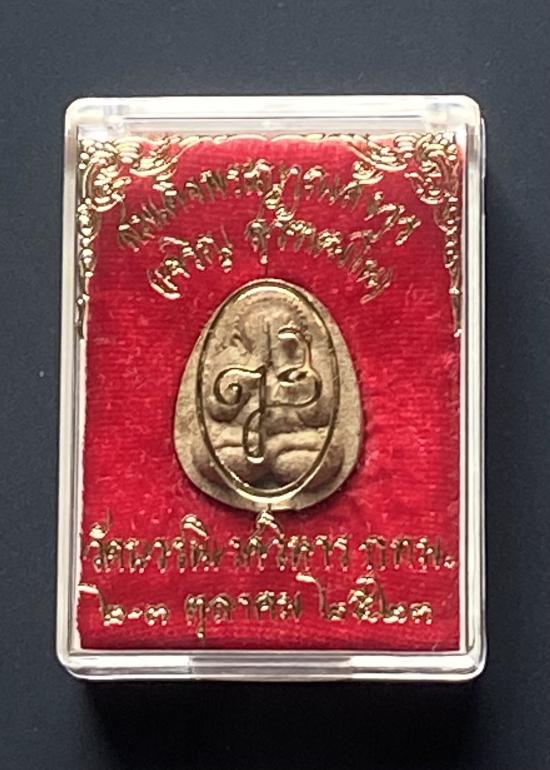 สมเด็จพระญาณสังวร
(เจริญ สุวัฑฒโน)
วัดบวรนิเวศวิหาร กทม.
๒-๓ ตุลาคม ๒๕๒๓